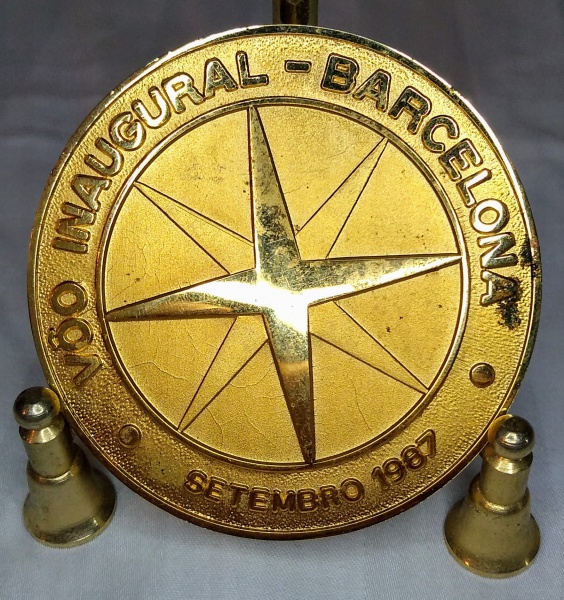 VÔO INAUGURAL - BARCELONA
SETEMBRO 1987